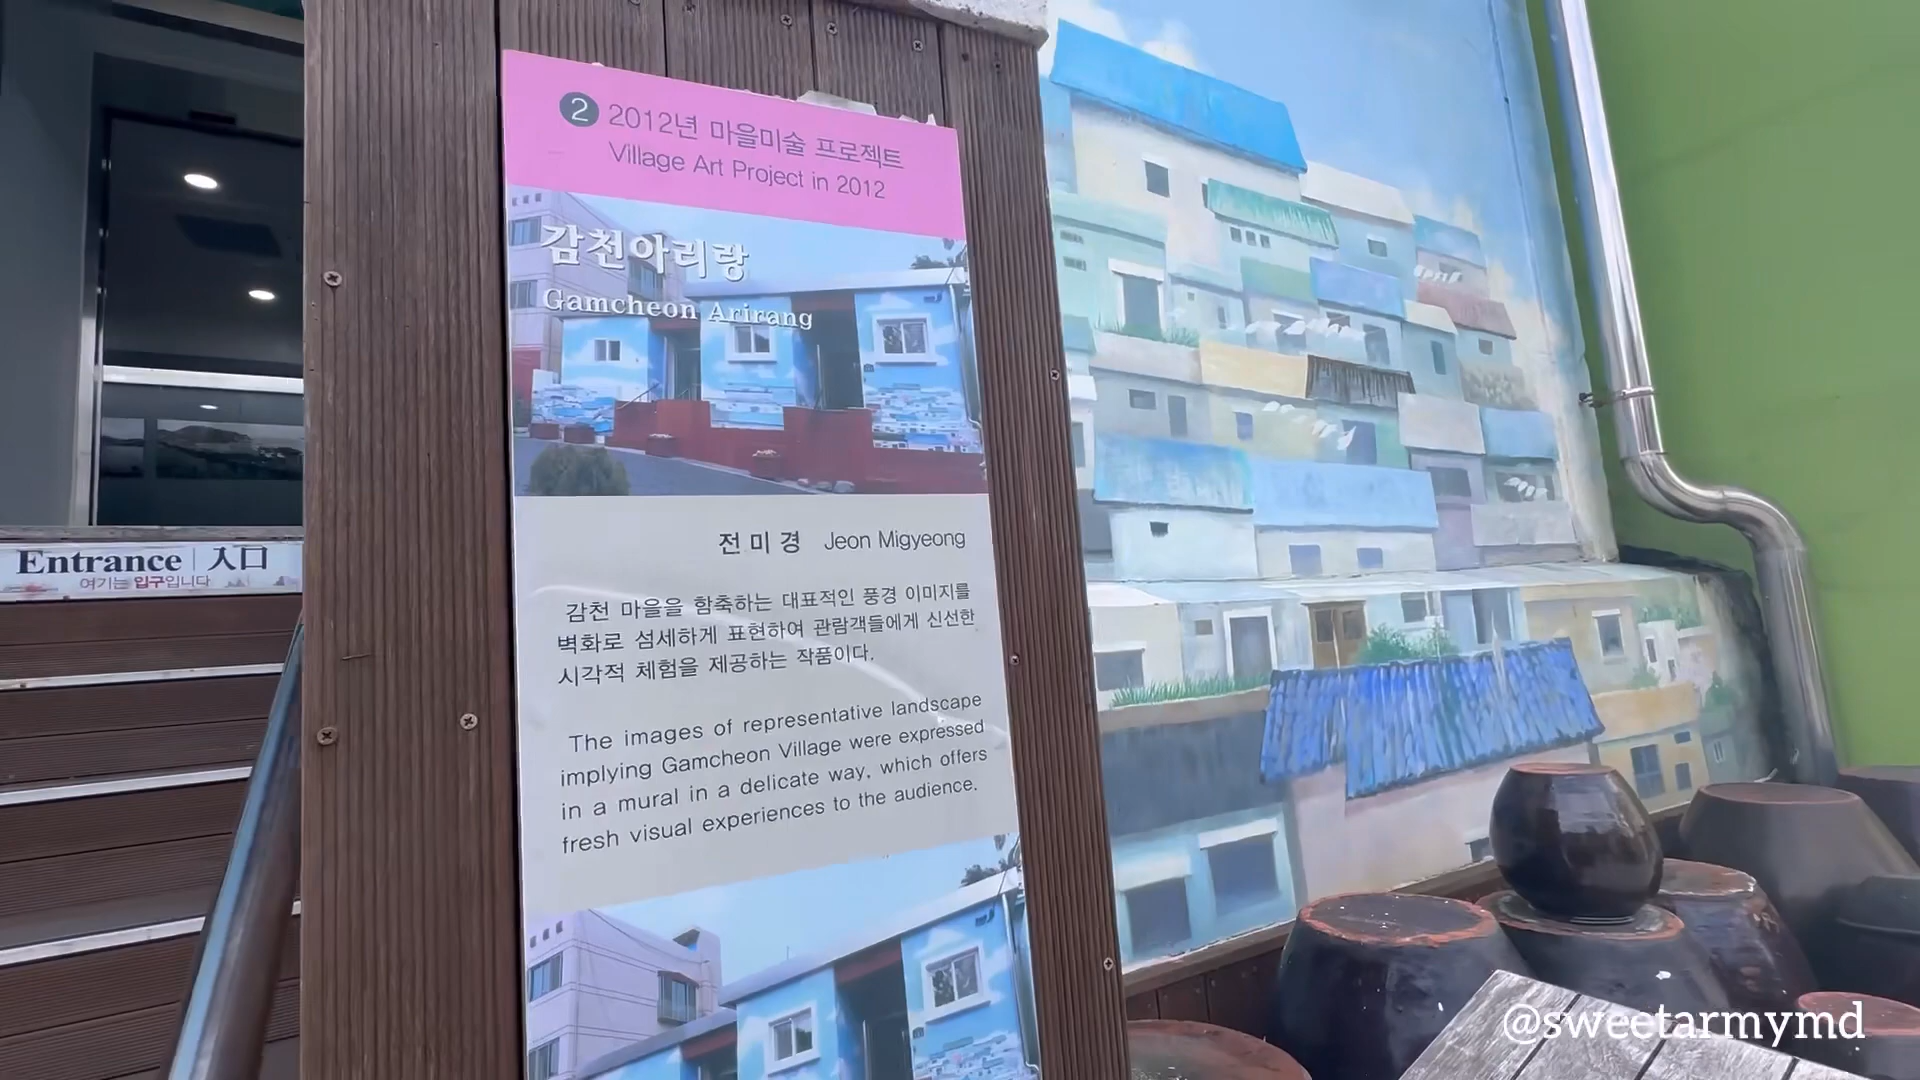 2 2012년 마을미술 프로젝트
Village Art Project in 2012
감천아리랑
Gamcheon Arirang
전미경 Jeon Migyeong
감천 마을을 함축하는 대표적인 풍경 이미지를
벽화로 섬세하게 표현하여 관람객들에게 신선한
시각적 체험을 제공하는 작품이다.
The images of representative landscape
implying Gamcheon Village were expressed
in a mural in a delicate way, which offers
fresh visual experiences to the audience.
Entrance | 入口
여기는 입구입니다
@sweetarmymd